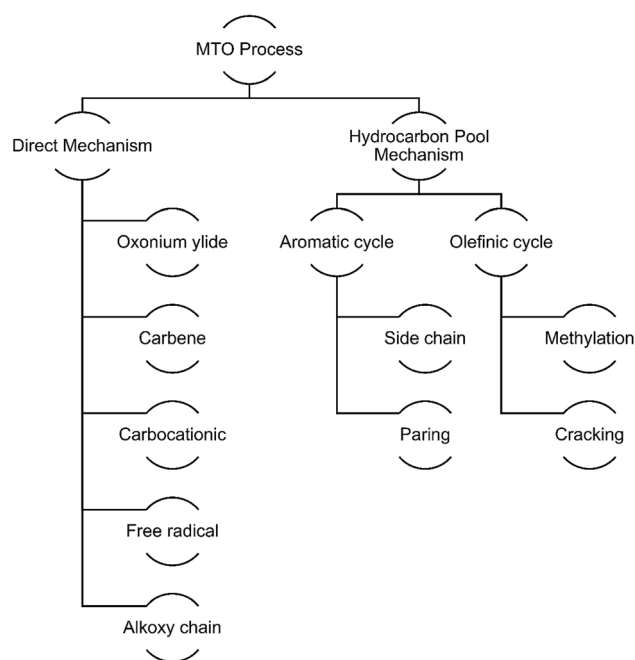 MTO Process
Direct Mechanism
Hydrocarbon Pool
Mechanism
Oxonium ylide
Carbene
Carbocationic
Free radical
Alkoxy chain
Aromatic cycle
Side chain
Paring
Olefinic cycle
Methylation
Cracking